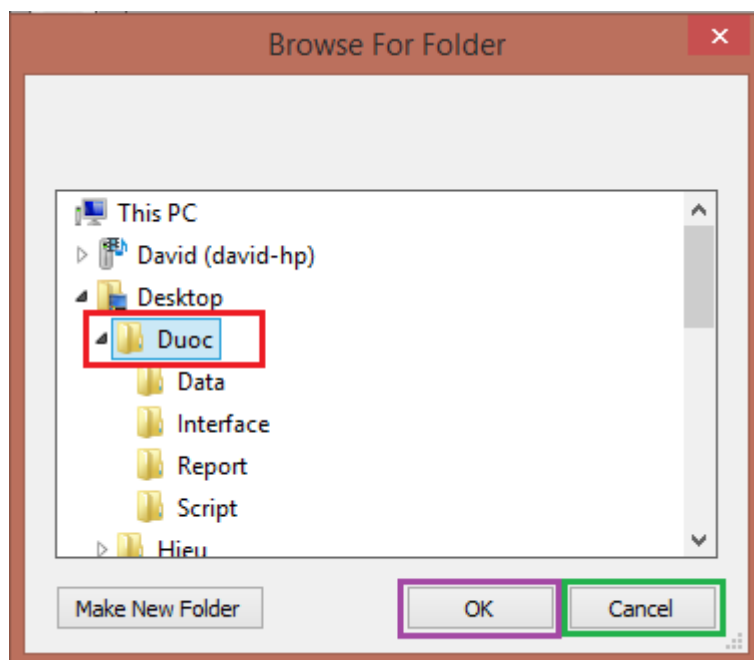 Browse For Folder
This PC
David (david-hp)
Desktop
Duoc
Data
Interface
Report
Script
Hieu
Make New Folder
OK
Cancel